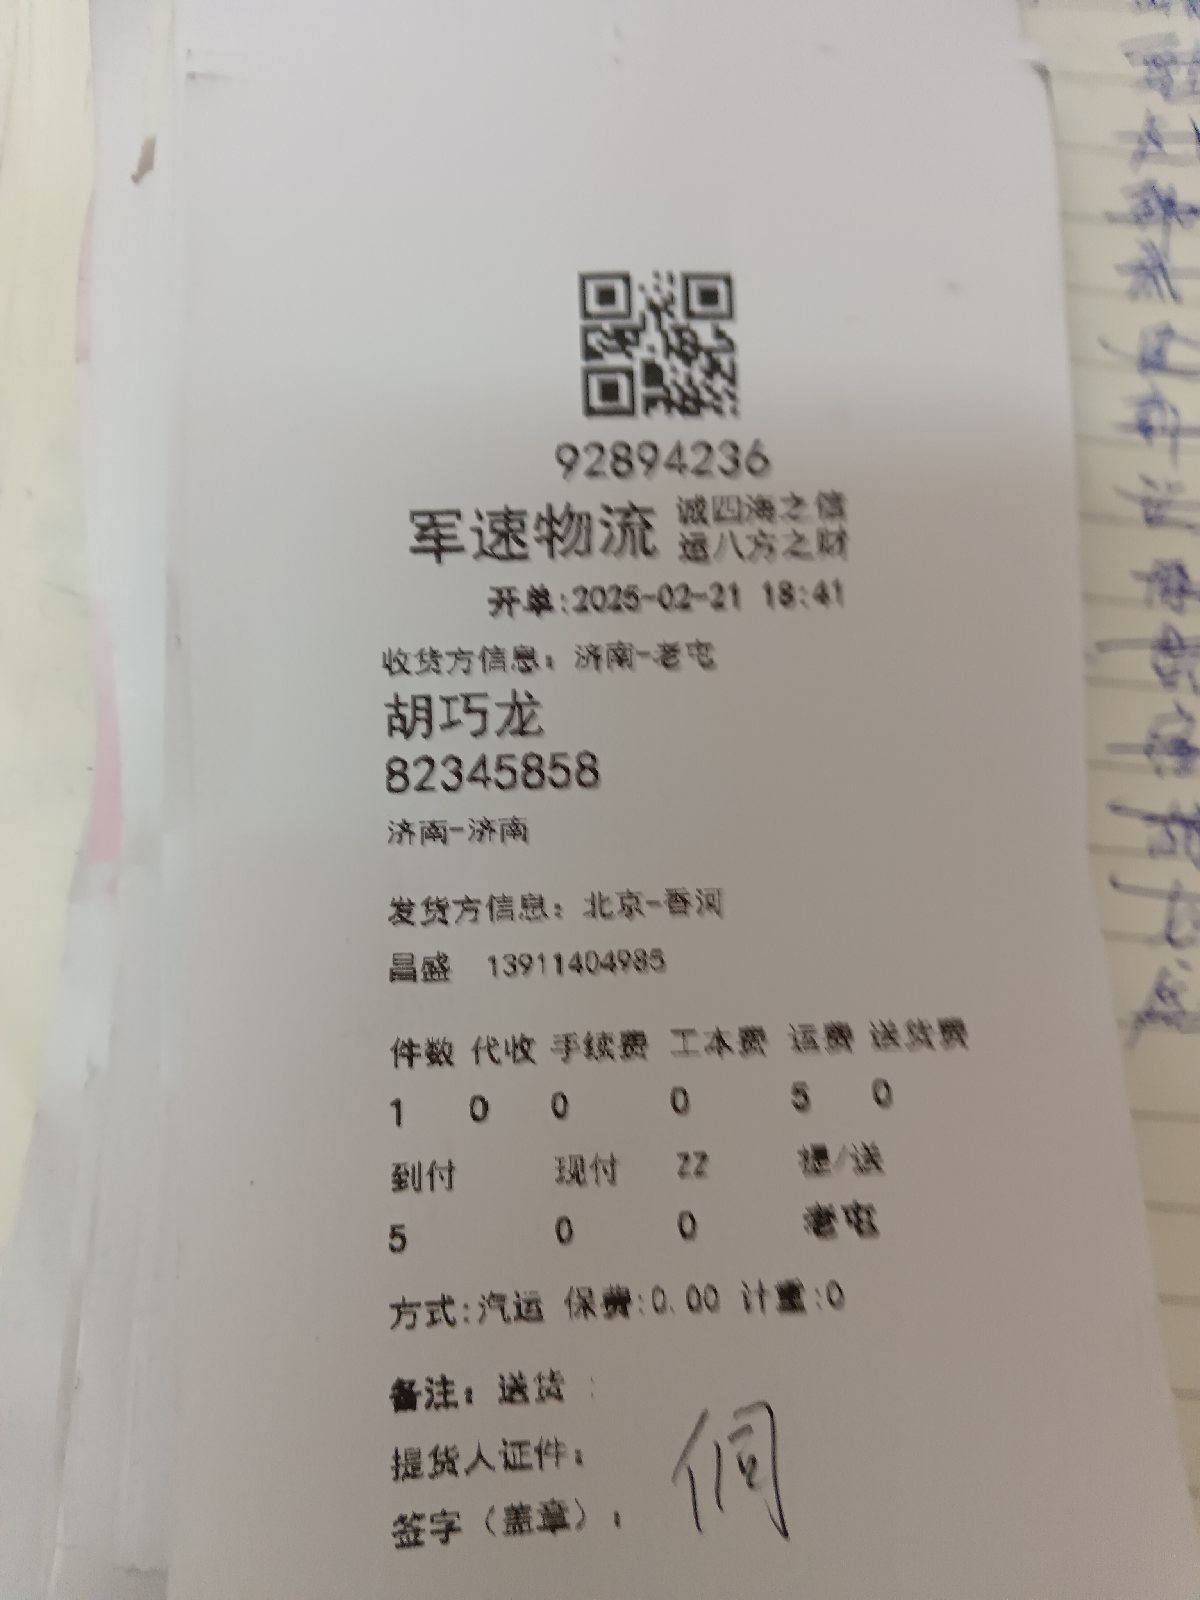 92894236
军速物流 诚四海之信
运八方之财
开单:2025-02-21 18:41
收货方信息：济南-老屯
胡巧龙
82345858
济南-济南
发货方信息：北京-香河
昌盛 13911404985
件数 代收 手续费 工本费 运费 送货费
1 0 0 0 5 0
到付 现付 ZZ 提/送
5 0 0 老屯
方式:汽运 保费:0.00 计重:0
备注：送货
提货人证件：
签字（盖章）：